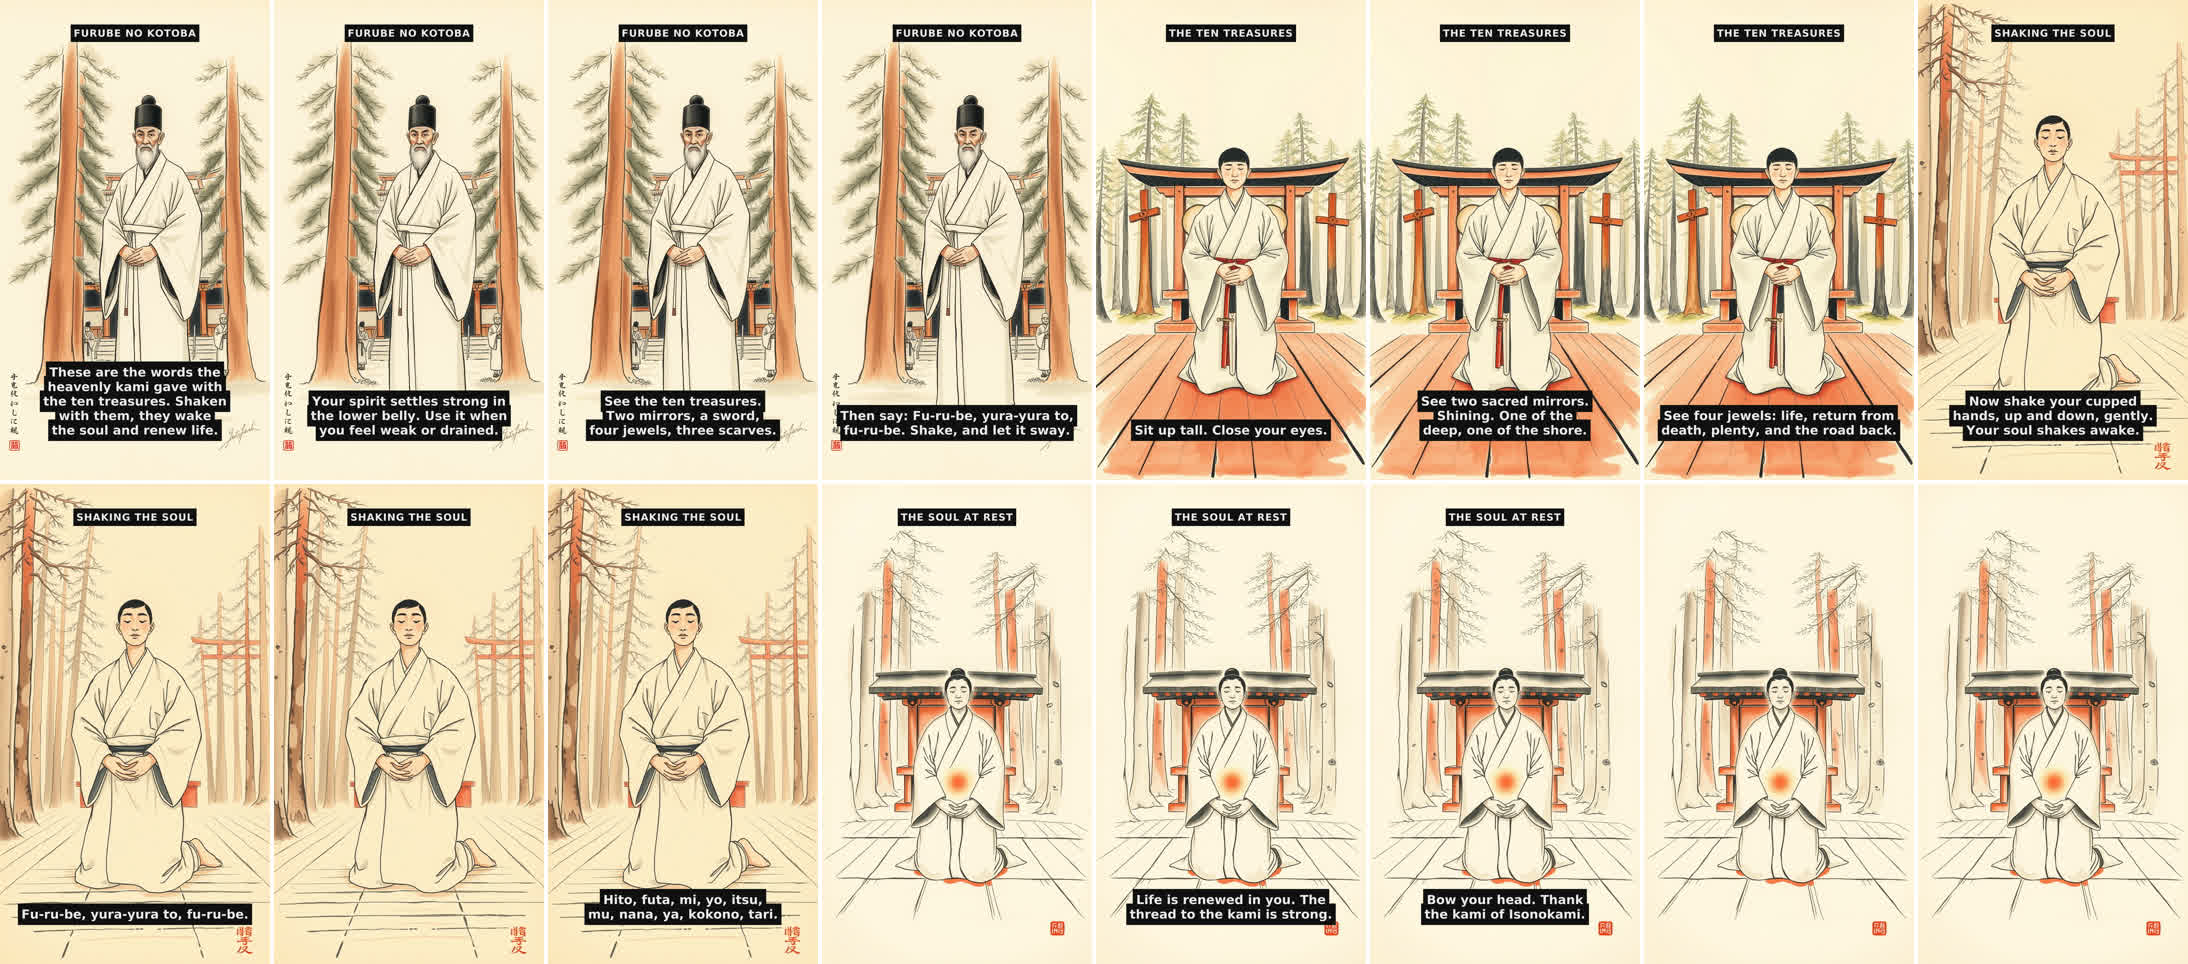 FURUBE NO KOTOBA
These are the words the
heavenly kami gave with
the ten treasures. Shaken
with them, they wake
the soul and renew life.
FURUBE NO KOTOBA
Your spirit settles strong in
the lower belly. Use it when
you feel weak or drained.
FURUBE NO KOTOBA
See the ten treasures.
Two mirrors, a sword,
four jewels, three scarves.
FURUBE NO KOTOBA
Then say: Fu-ru-be, yura-yura to,
fu-ru-be. Shake, and let it sway.
THE TEN TREASURES
Sit up tall. Close your eyes.
THE TEN TREASURES
See two sacred mirrors.
Shining. One of the
deep, one of the shore.
THE TEN TREASURES
See four jewels: life, return from
death, plenty, and the road back.
SHAKING THE SOUL
Now shake your cupped
hands, up and down, gently.
Your soul shakes awake.
SHAKING THE SOUL
Fu-ru-be, yura-yura to, fu-ru-be.
SHAKING THE SOUL
SHAKING THE SOUL
Hito, futa, mi, yo, itsu,
mu, nana, ya, kokono, tari.
THE SOUL AT REST
THE SOUL AT REST
Life is renewed in you. The
thread to the kami is strong.
THE SOUL AT REST
Bow your head. Thank
the kami of Isonokami.